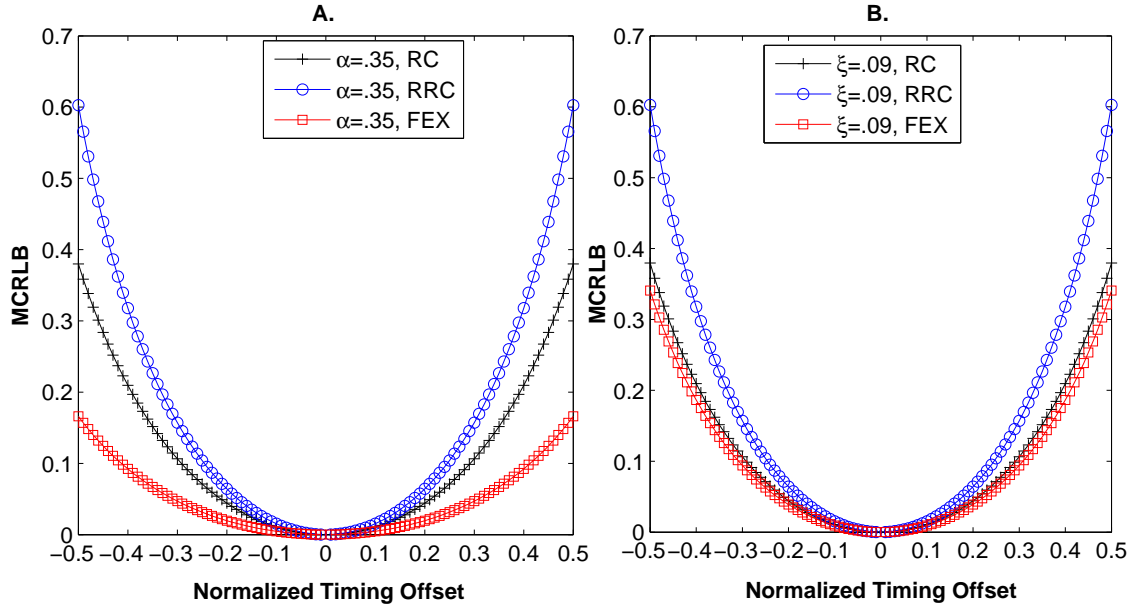 A.
0.7
0.6
0.5
0.4
0.3
0.2
0.1
0
MCRLB
α=.35, RC
α=.35, RRC
α=.35, FEX
−0.5 −0.4 −0.3 −0.2 −0.1 0 0.1 0.2 0.3 0.4 0.5
Normalized Timing Offset
B.
0.7
0.6
0.5
0.4
0.3
0.2
0.1
0
MCRLB
ξ=.09, RC
ξ=.09, RRC
ξ=.09, FEX
−0.5 −0.4 −0.3 −0.2 −0.1 0 0.1 0.2 0.3 0.4 0.5
Normalized Timing Offset